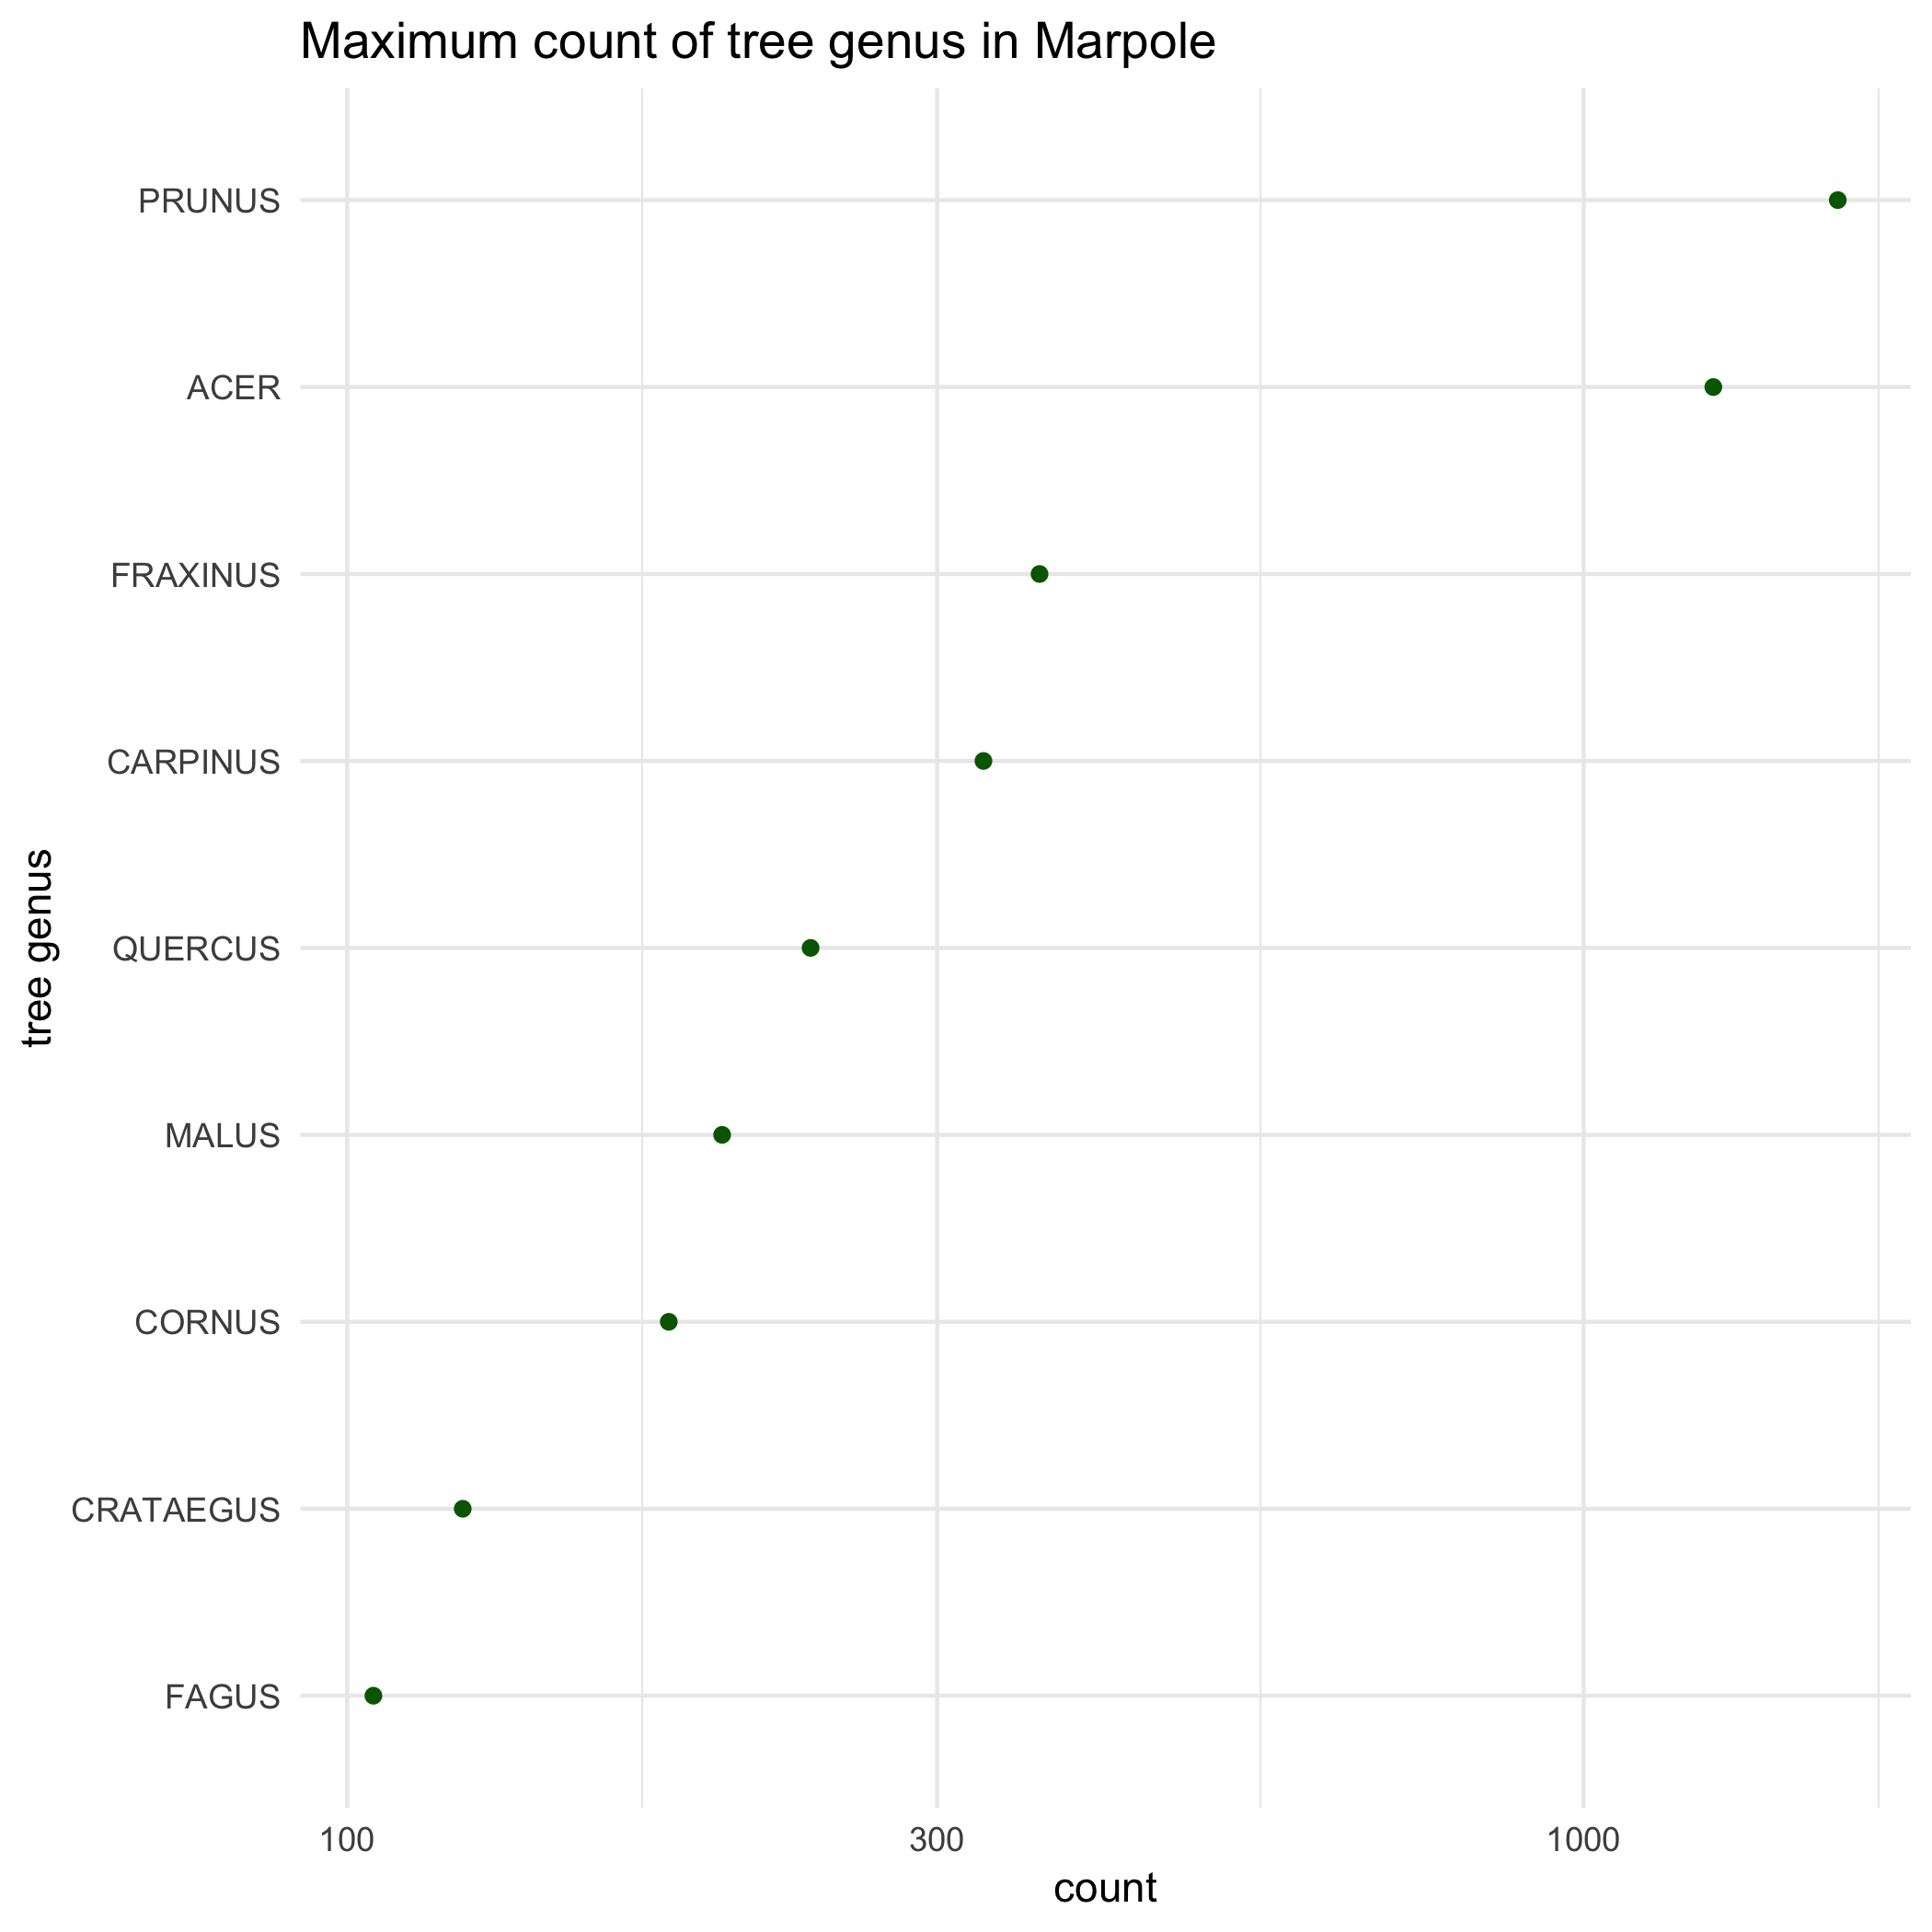 Maximum count of tree genus in Marpole
PRUNUS
ACER
FRAXINUS
CARPINUS
QUERCUS
MALUS
CORNUS
CRATAEGUS
FAGUS
tree genus
100 300 1000
count